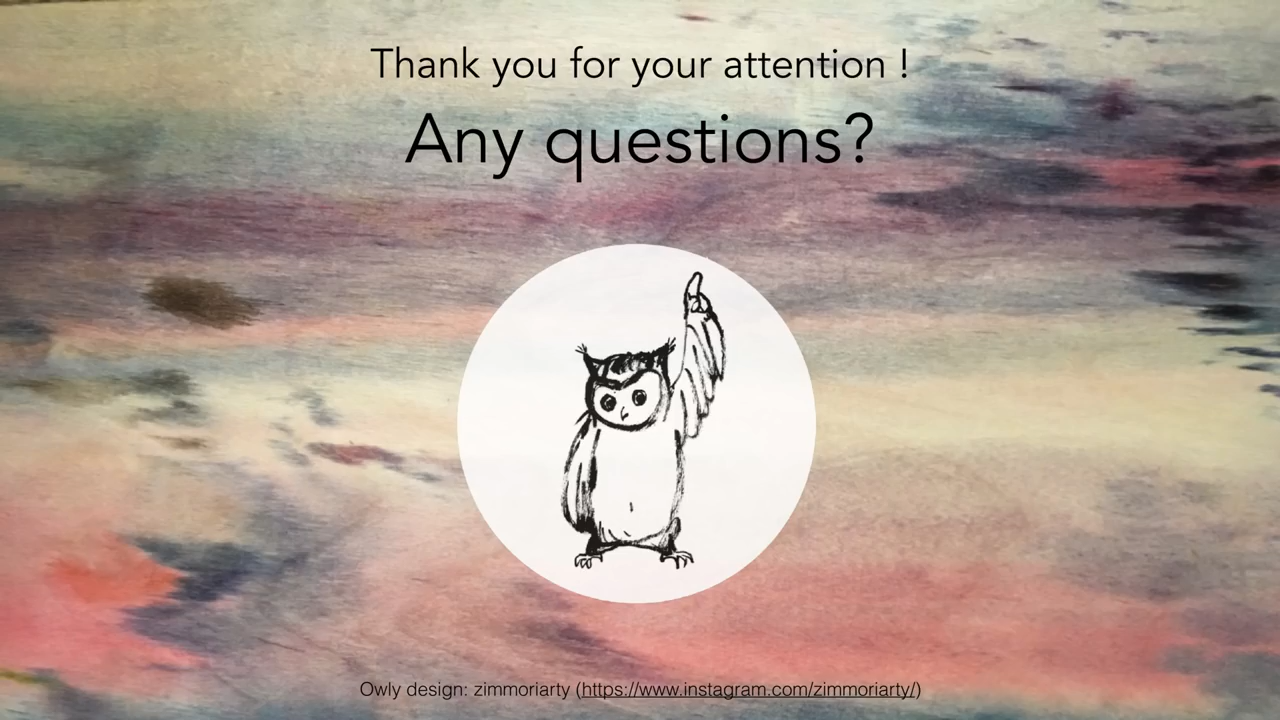 Thank you for your attention !
Any questions?
Owly design: zimmoriarty (https://www.instagram.com/zimmoriarty/)